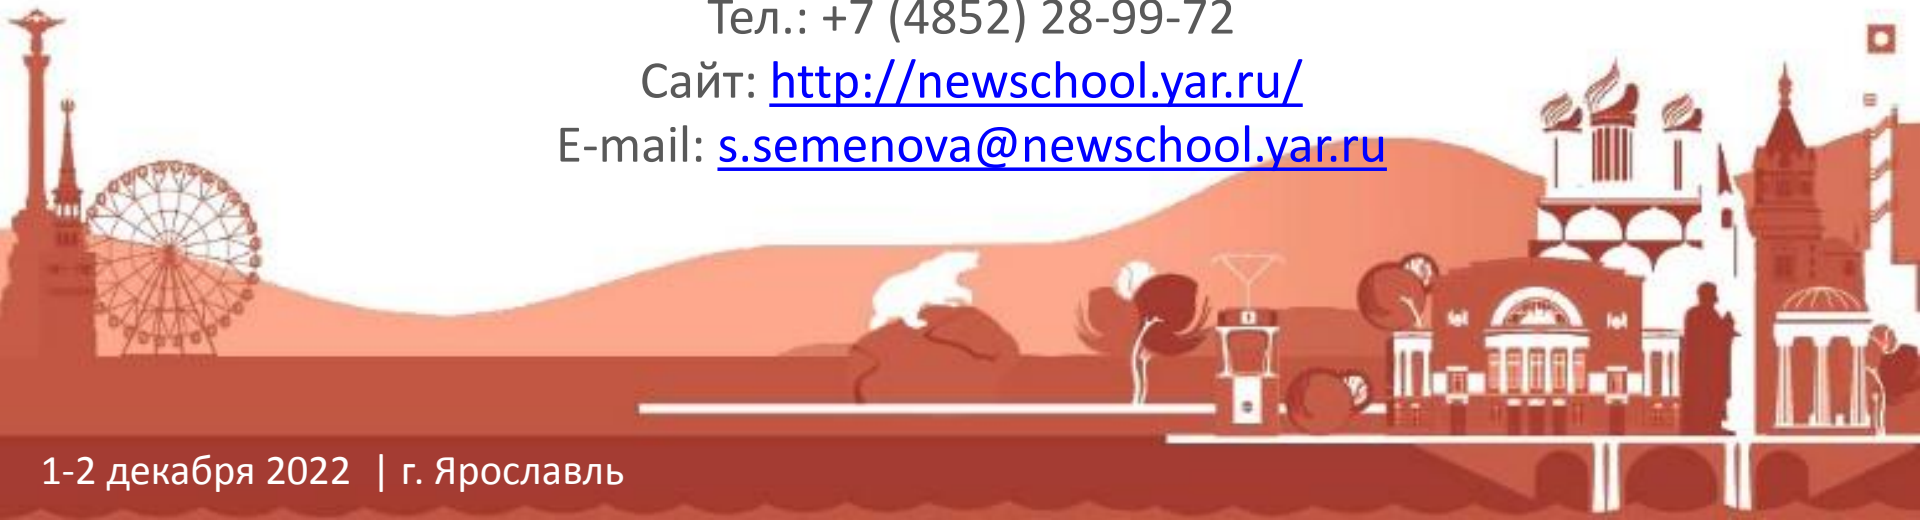 Тел.: +7 (4852) 28-99-72
Сайт: http://newschool.yar.ru/
E-mail: s.semenova@newschool.yar.ru
1-2 декабря 2022 | г. Ярославль